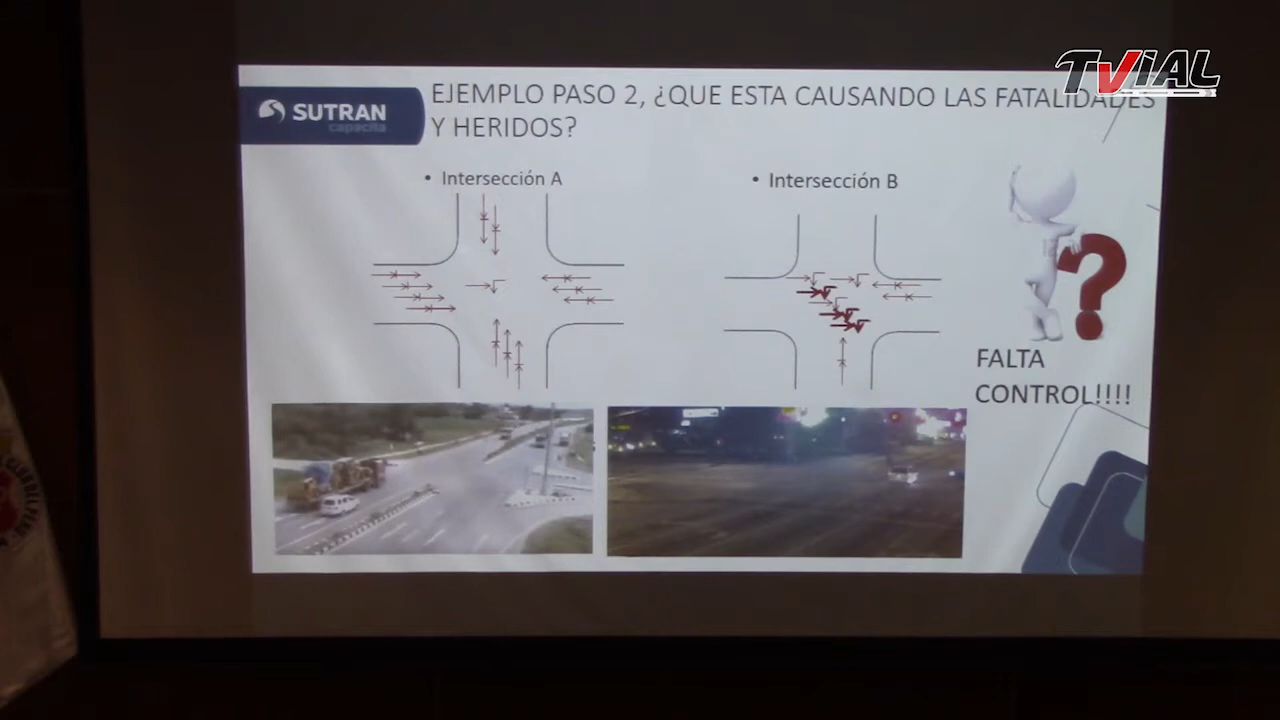 TVIAL
SUTRAN
capacita
EJEMPLO PASO 2, ¿QUE ESTA CAUSANDO LAS FATALIDADES
Y HERIDOS?
• Intersección A
• Intersección B
FALTA
CONTROL!!!!